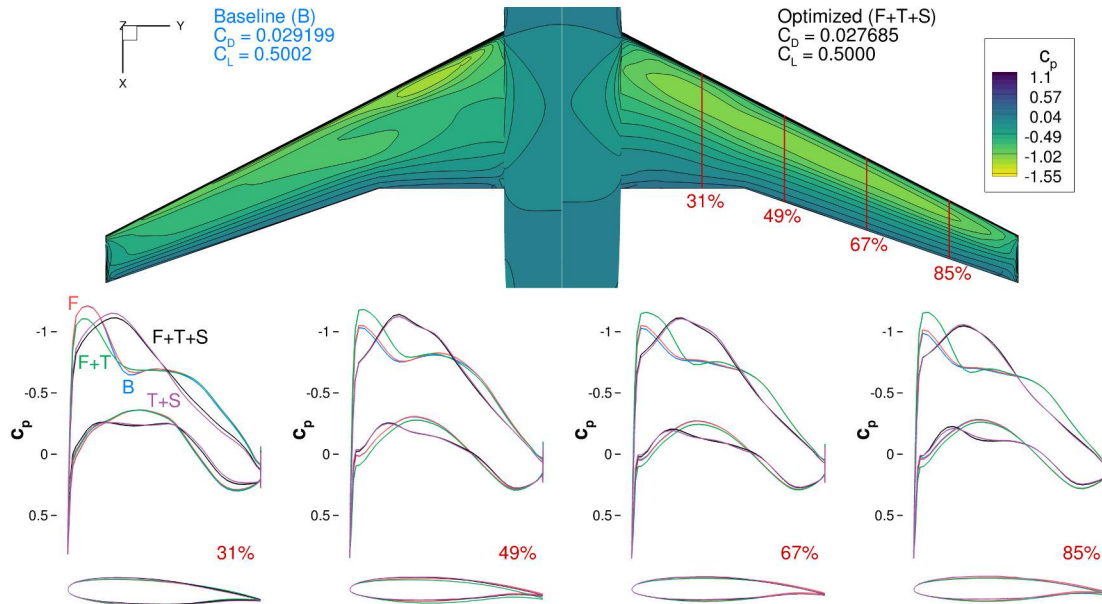 Z
Y
X
Baseline (B)
C_D = 0.029199
C_L = 0.5002
Optimized (F+T+S)
C_D = 0.027685
C_L = 0.5000
c_p
1.1
0.57
0.04
-0.49
-1.02
-1.55
31%
49%
67%
85%
F
F+T+S
F+T
B
T+S
c_p
-1
-0.5
0
0.5
31%
c_p
-1
-0.5
0
0.5
49%
c_p
-1
-0.5
0
0.5
67%
c_p
-1
-0.5
0
0.5
85%